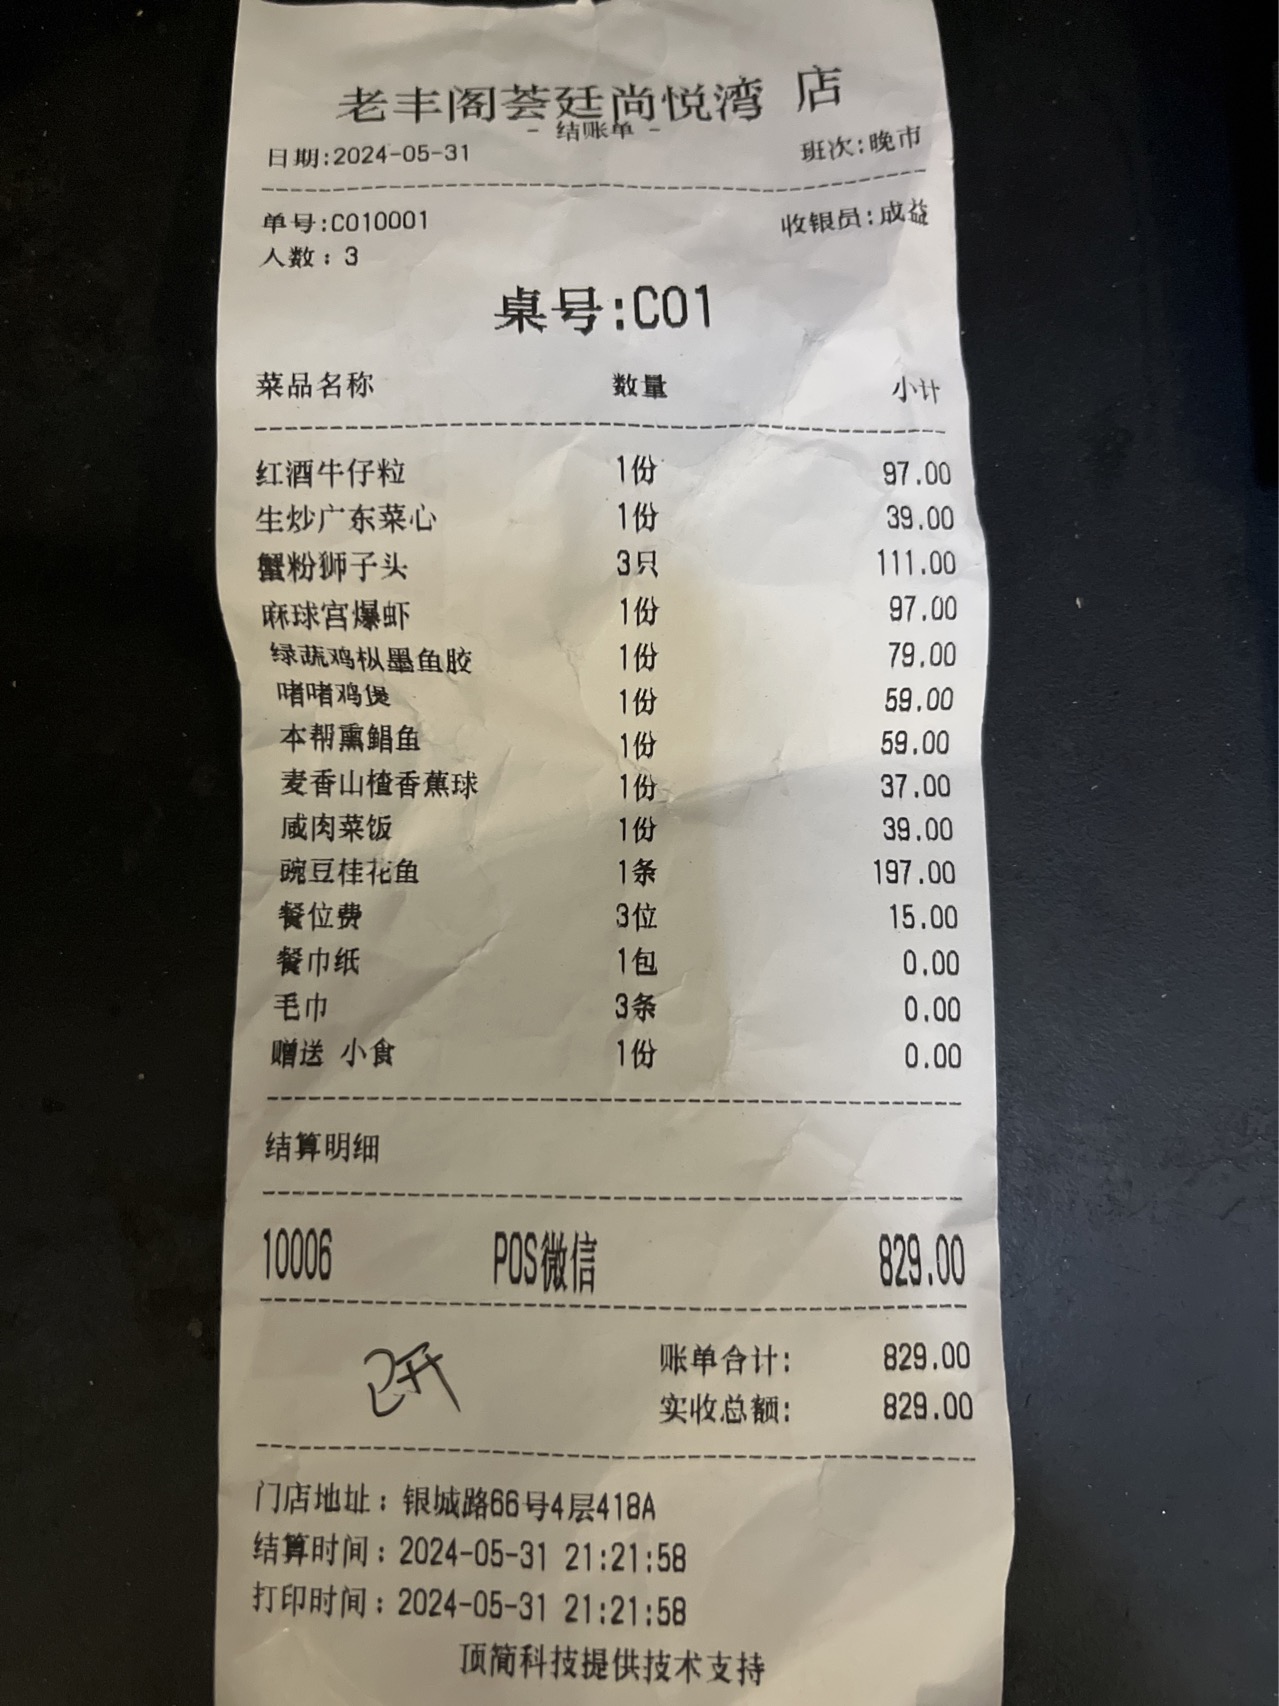 老丰阁荟廷尚悦湾 店
- 结账单 -
日期:2024-05-31 班次:晚市
单号:C010001 收银员:成益
人数:3
桌号:C01
菜品名称 数量 小计
红酒牛仔粒 1份 97.00
生炒广东菜心 1份 39.00
蟹粉狮子头 3只 111.00
麻球宫爆虾 1份 97.00
绿蔬鸡枞墨鱼胶 1份 79.00
啫啫鸡煲 1份 59.00
本帮熏鲳鱼 1份 59.00
麦香山楂香蕉球 1份 37.00
咸肉菜饭 1份 39.00
豌豆桂花鱼 1条 197.00
餐位费 3位 15.00
餐巾纸 1包 0.00
毛巾 3条 0.00
赠送 小食 1份 0.00
结算明细
10006 POS微信 829.00
账单合计: 829.00
已开
实收总额: 829.00
门店地址:银城路66号4层418A
结算时间:2024-05-31 21:21:58
打印时间:2024-05-31 21:21:58
顶简科技提供技术支持